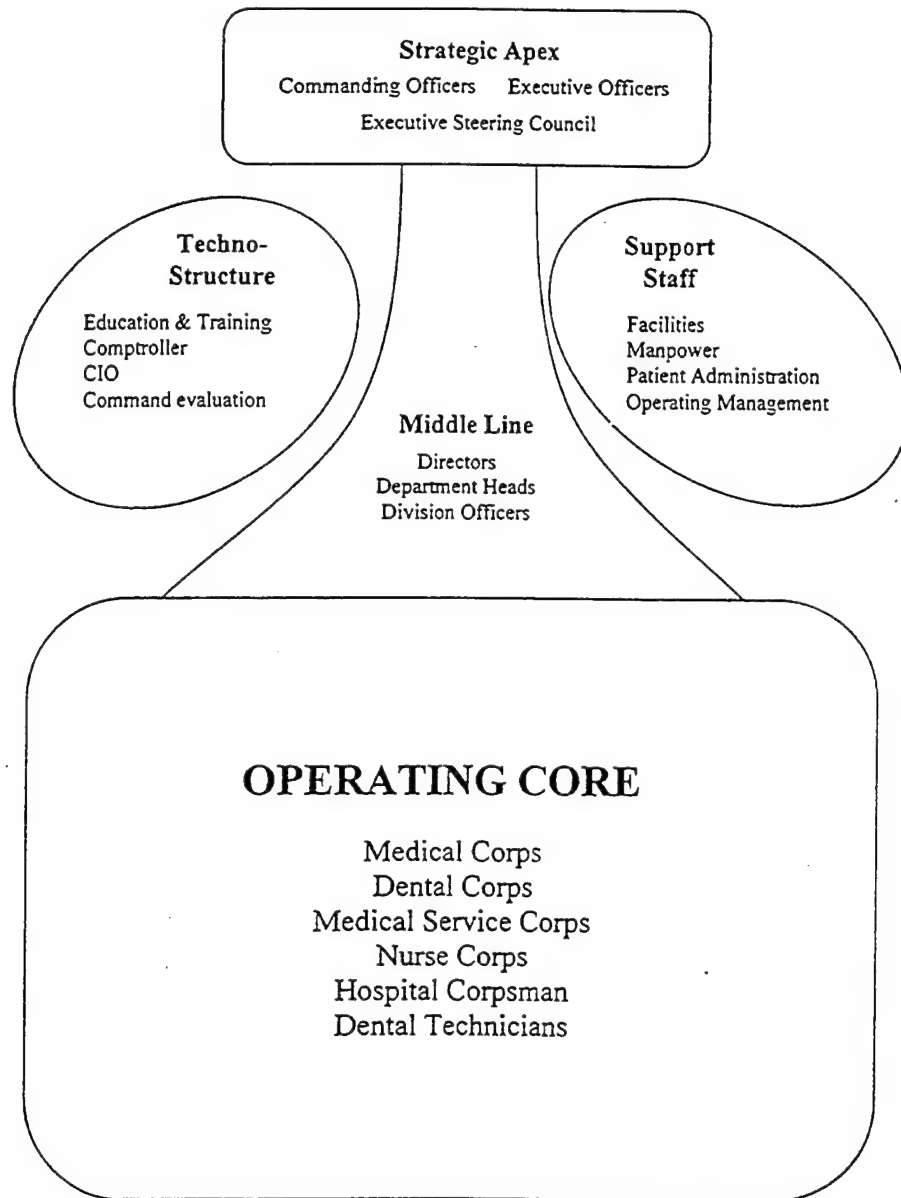 Strategic Apex
Commanding Officers Executive Officers
Executive Steering Council
Techno-
Structure
Education & Training
Comptroller
CIO
Command evaluation
Support
Staff
Facilities
Manpower
Patient Administration
Operating Management
Middle Line
Directors
Department Heads
Division Officers
OPERATING CORE
Medical Corps
Dental Corps
Medical Service Corps
Nurse Corps
Hospital Corpsman
Dental Technicians